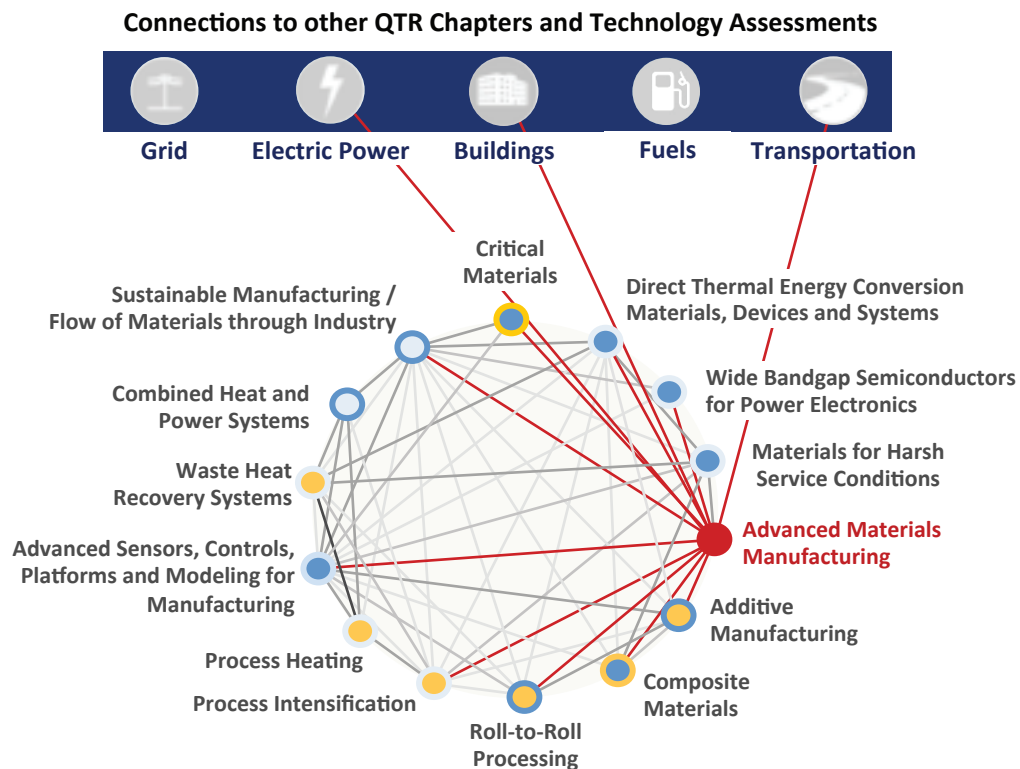 Connections to other QTR Chapters and Technology Assessments
Grid
Electric Power
Buildings
Fuels
Transportation
Critical
Materials
Sustainable Manufacturing /
Flow of Materials through Industry
Direct Thermal Energy Conversion
Materials, Devices and Systems
Combined Heat and
Power Systems
Wide Bandgap Semiconductors
for Power Electronics
Waste Heat
Recovery Systems
Materials for Harsh
Service Conditions
Advanced Sensors, Controls,
Platforms and Modeling for
Manufacturing
Advanced Materials
Manufacturing
Additive
Manufacturing
Process Heating
Composite
Materials
Process Intensification
Roll-to-Roll
Processing